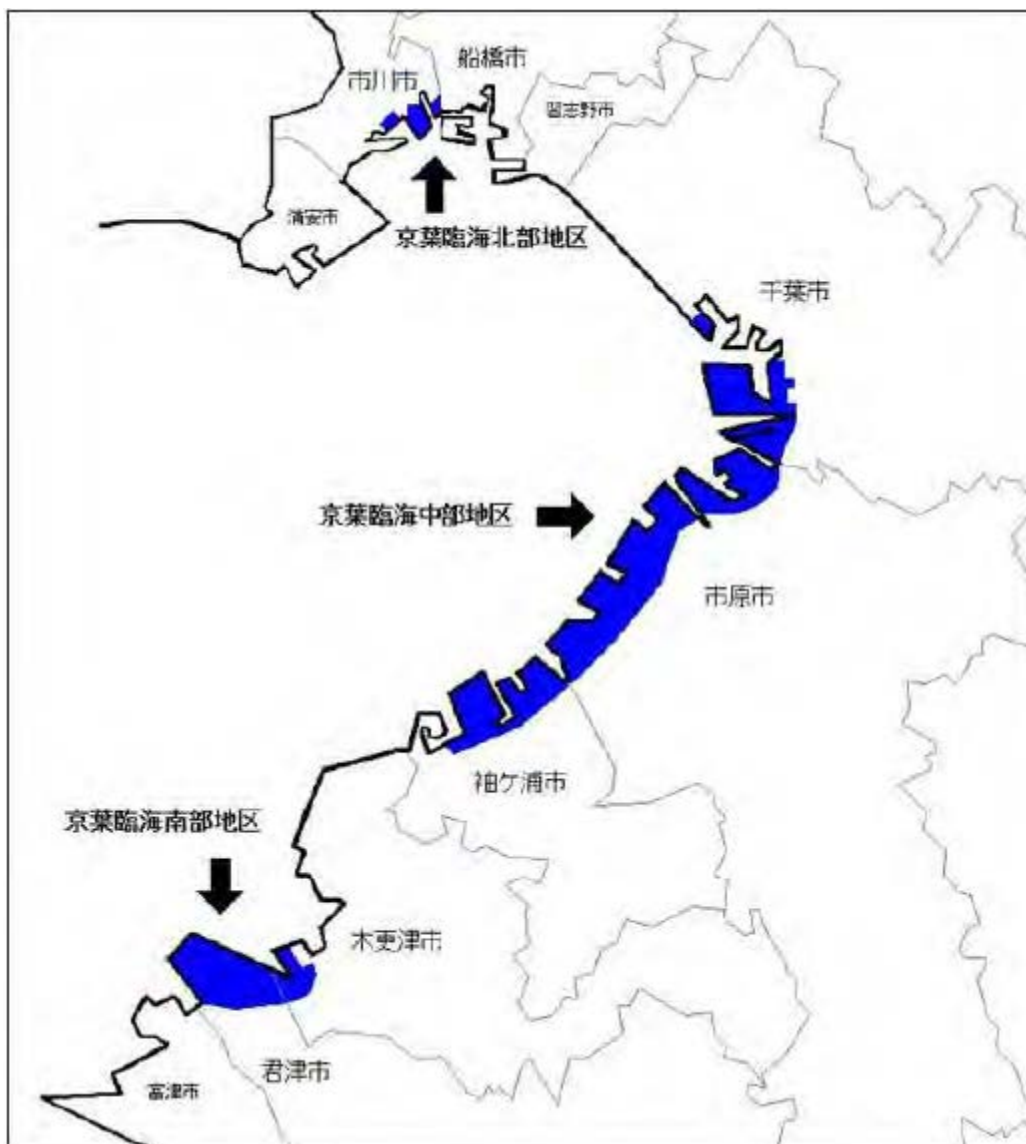 船橋市
市川市
習志野市
浦安市
京葉臨海北部地区
千葉市
京葉臨海中部地区
市原市
袖ケ浦市
京葉臨海南部地区
木更津市
君津市
富津市